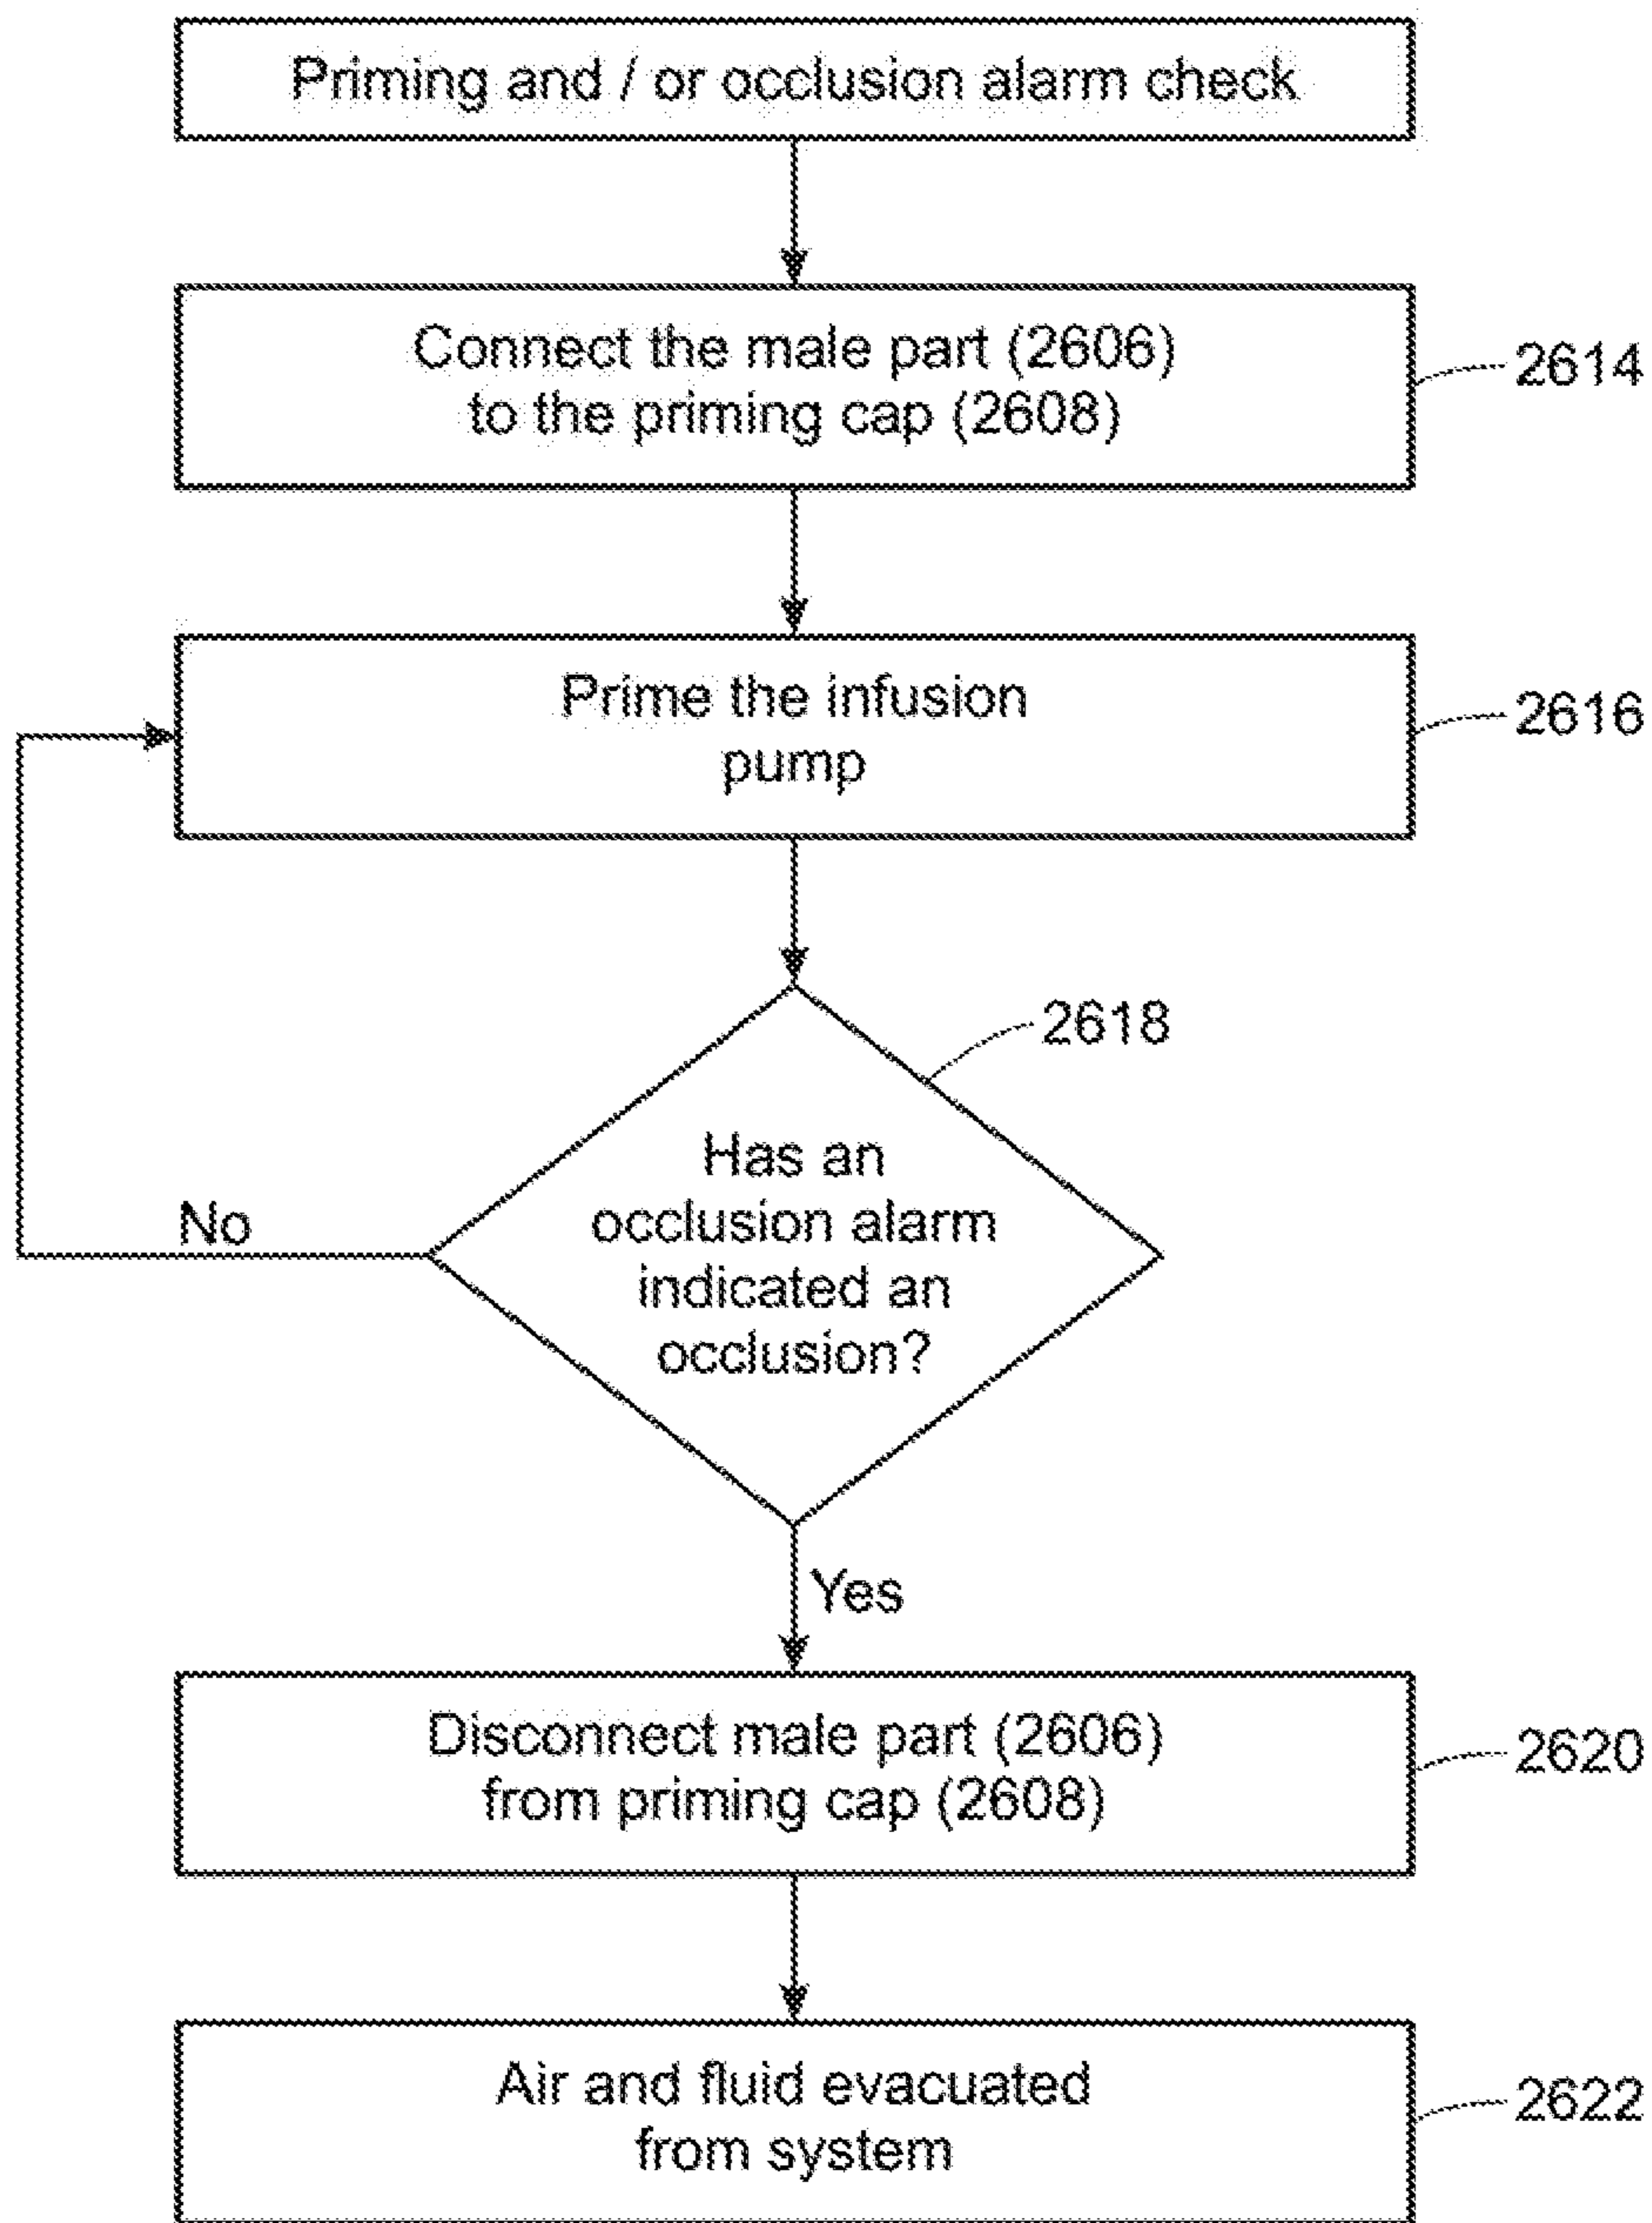 Priming and / or occlusion alarm check
Connect the male part (2606)
to the priming cap (2608)
2614
Prime the infusion
pump
2616
2618
Has an
occlusion alarm
indicated an
occlusion?
No
Yes
Disconnect male part (2606)
from priming cap (2608)
2620
Air and fluid evacuated
from system
2622